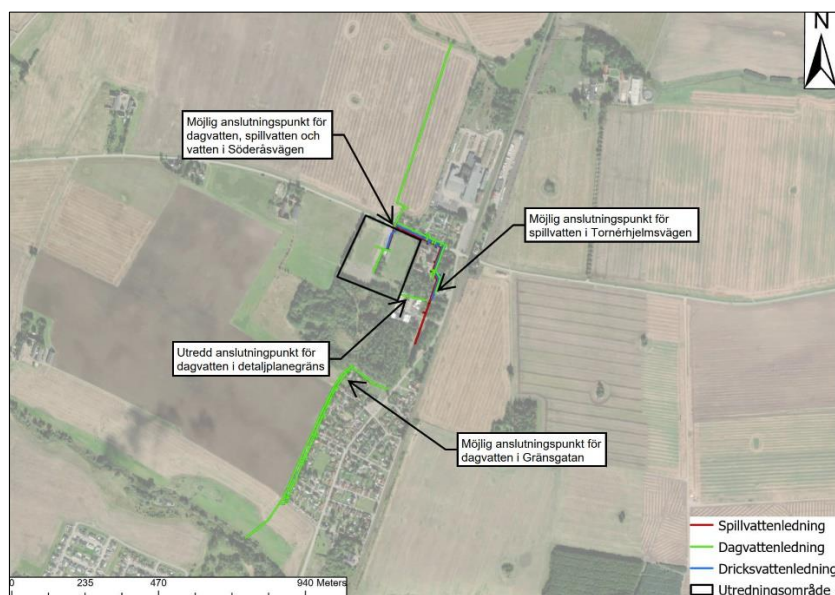 N
Möjlig anslutningspunkt för
dagvatten, spillvatten och
vatten i Söderåsvägen
Möjlig anslutningspunkt för
spillvatten i Tornérhjelmsvägen
Utredd anslutningpunkt för
dagvatten i detaljplanegräns
Möjlig anslutningspunkt för
dagvatten i Gränsgatan
Spillvattenledning
Dagvattenledning
Dricksvattenledning
Utredningsområde
0 235 470 940 Meters